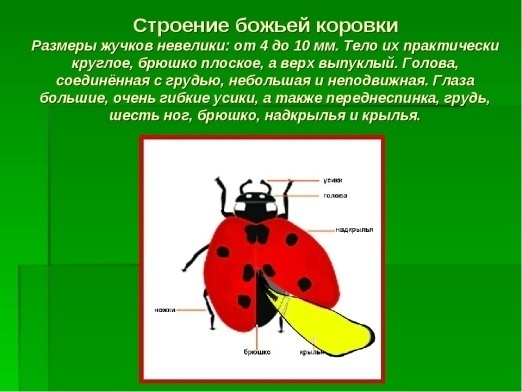 Строение божьей коровки
Размеры жучков невелики: от 4 до 10 мм. Тело их практически
круглое, брюшко плоское, а верх выпуклый. Голова,
соединённая с грудью, небольшая и неподвижная. Глаза
большие, очень гибкие усики, а также переднеспинка, грудь,
шесть ног, брюшко, надкрылья и крылья.
усики
голова
надкрылья
ножки
брюшко
крылья